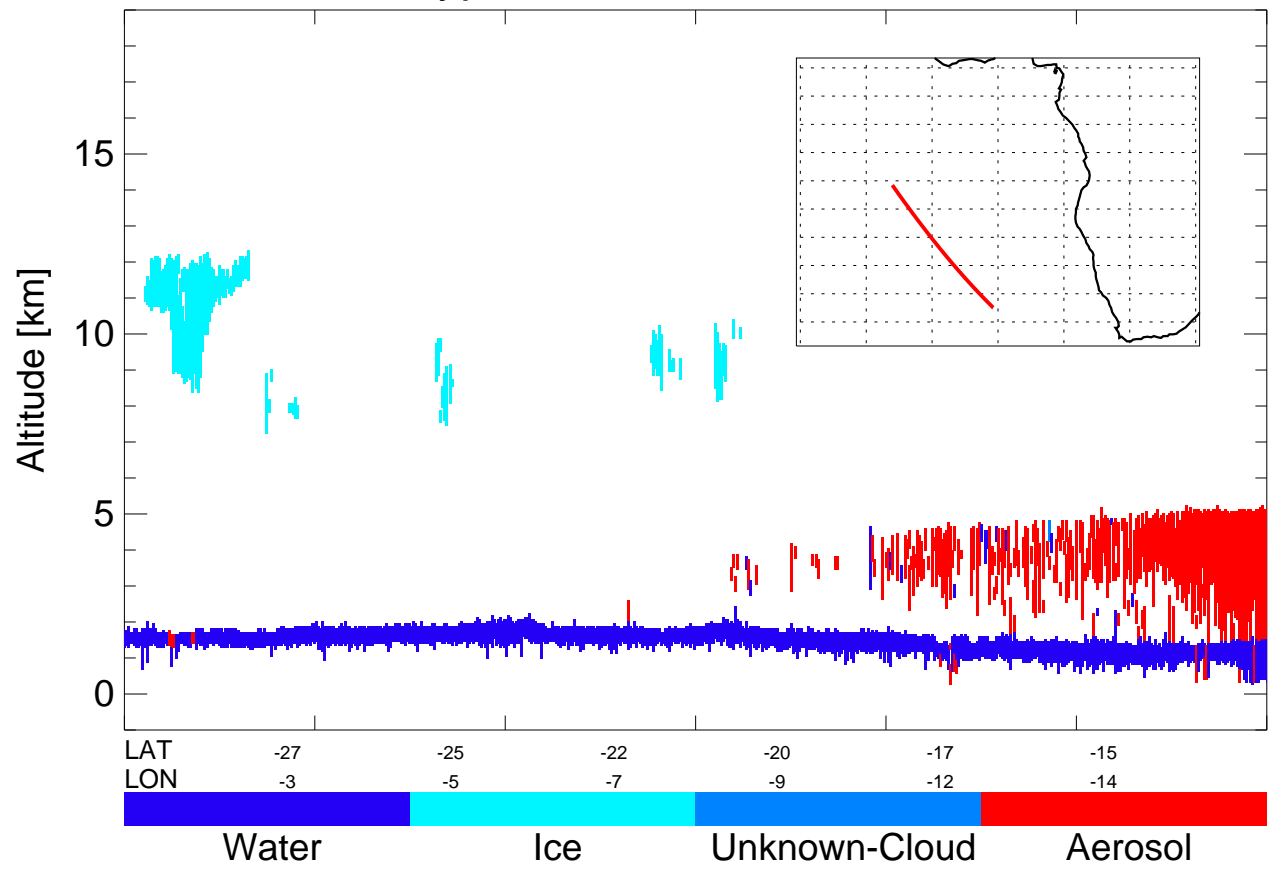 15
10
5
0
Altitude [km]
LAT -27 -25 -22 -20 -17 -15
LON -3 -5 -7 -9 -12 -14
Water Ice Unknown-Cloud Aerosol